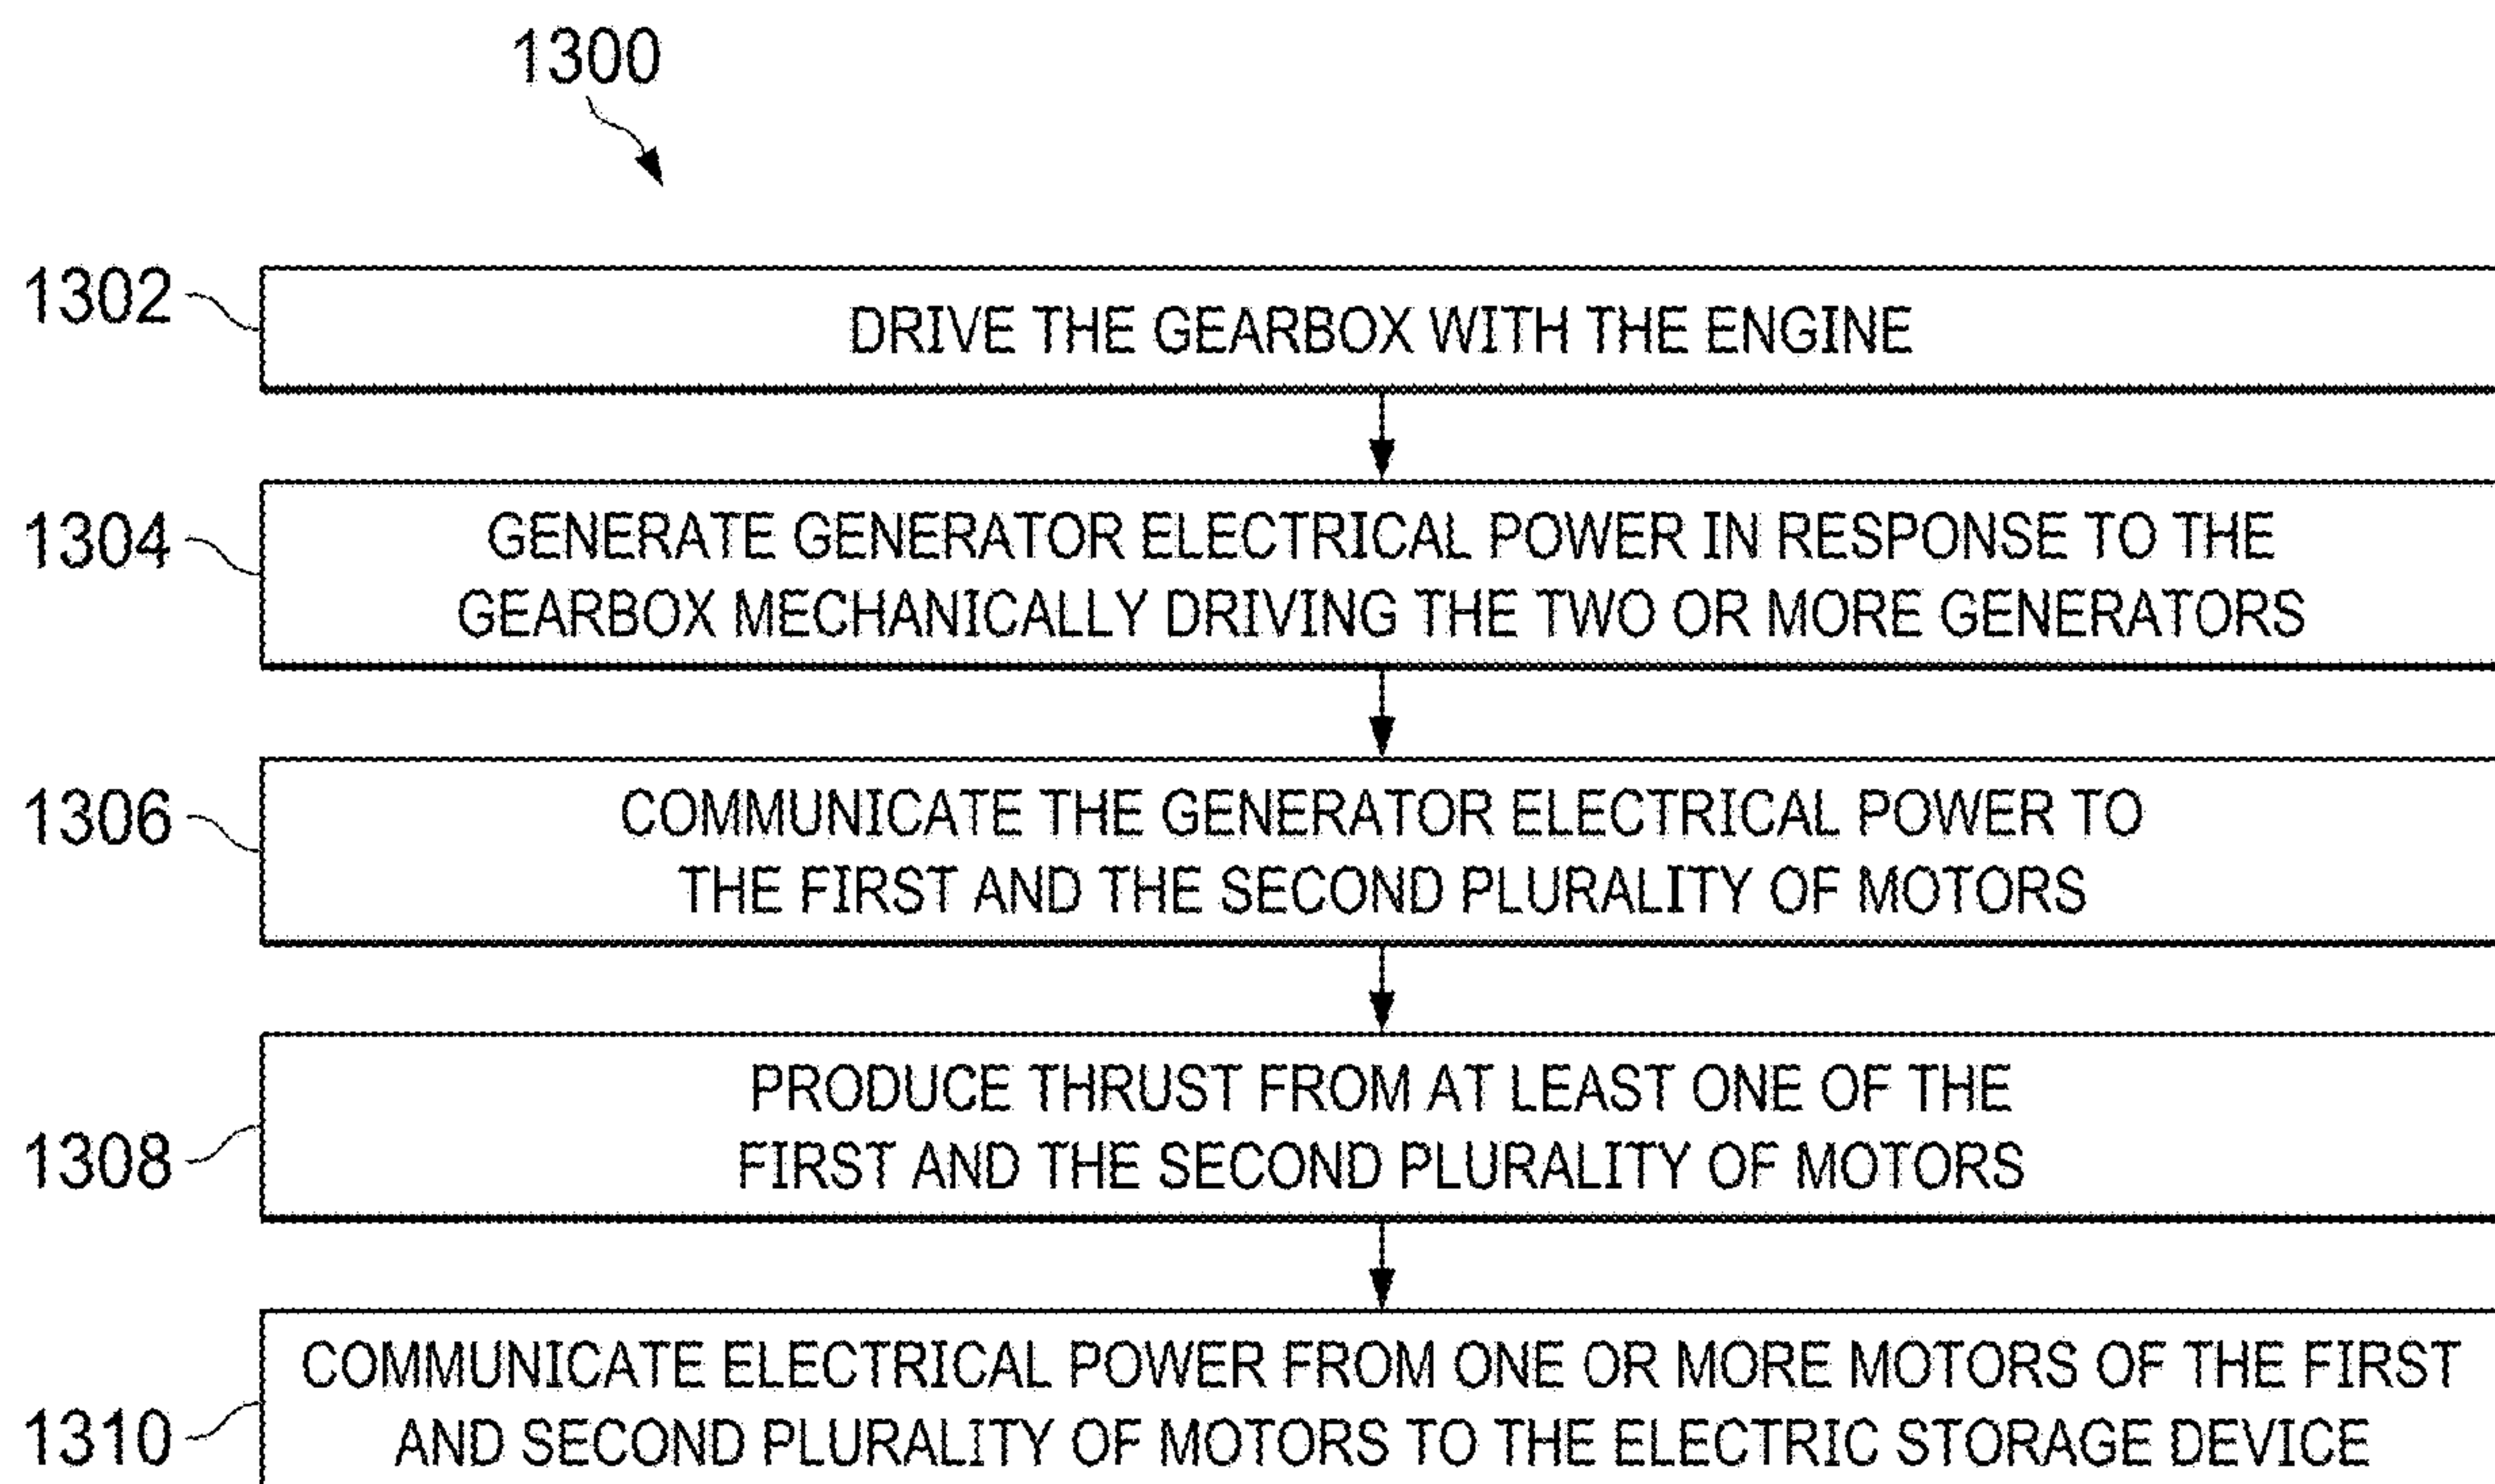 1300
1302
DRIVE THE GEARBOX WITH THE ENGINE
1304
GENERATE GENERATOR ELECTRICAL POWER IN RESPONSE TO THE
GEARBOX MECHANICALLY DRIVING THE TWO OR MORE GENERATORS
1306
COMMUNICATE THE GENERATOR ELECTRICAL POWER TO
THE FIRST AND THE SECOND PLURALITY OF MOTORS
1308
PRODUCE THRUST FROM AT LEAST ONE OF THE
FIRST AND THE SECOND PLURALITY OF MOTORS
1310
COMMUNICATE ELECTRICAL POWER FROM ONE OR MORE MOTORS OF THE FIRST
AND SECOND PLURALITY OF MOTORS TO THE ELECTRIC STORAGE DEVICE